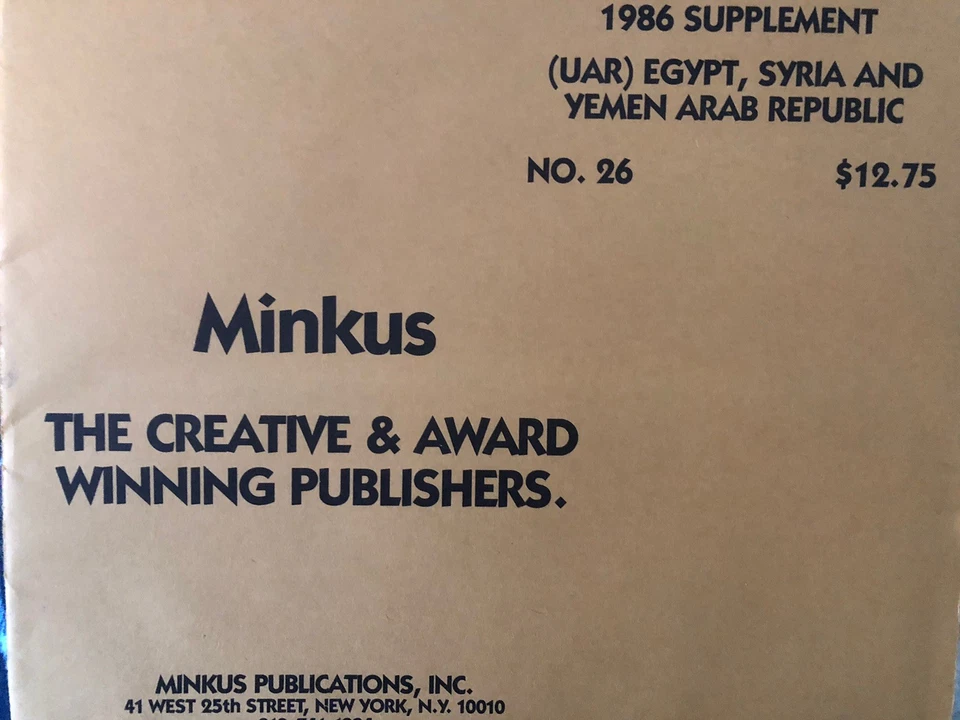 1986 SUPPLEMENT
(UAR) EGYPT, SYRIA AND
YEMEN ARAB REPUBLIC
NO. 26 $12.75
Minkus
THE CREATIVE & AWARD
WINNING PUBLISHERS.
MINKUS PUBLICATIONS, INC.
41 WEST 25th STREET, NEW YORK, N.Y. 10010